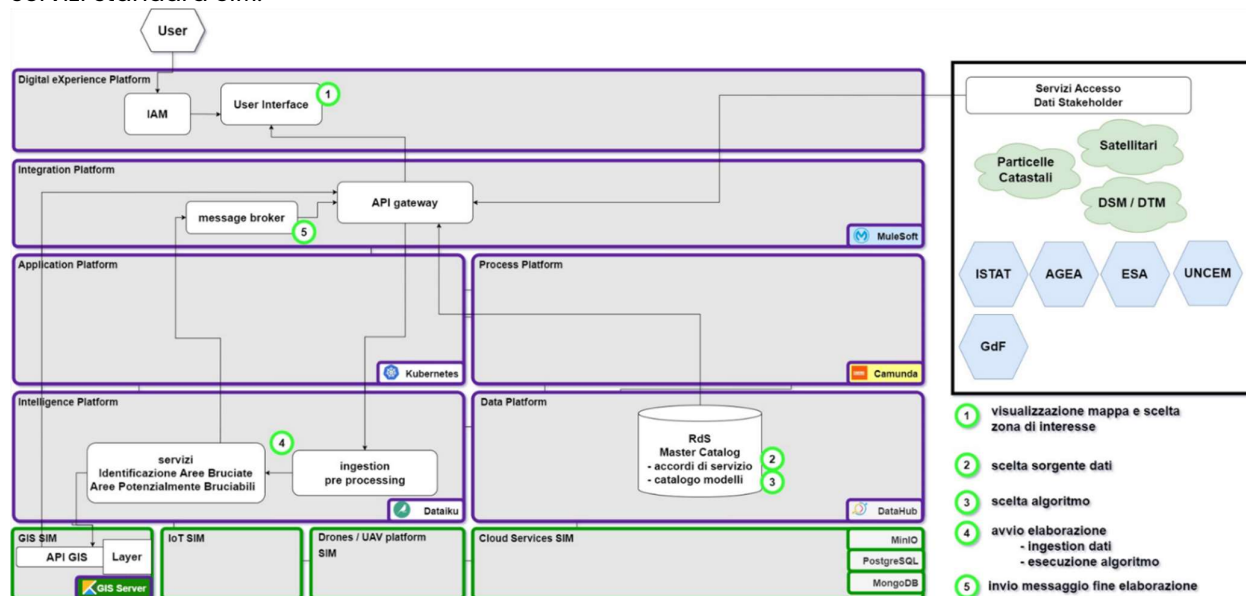 servizi standard SIM.
User
Digital eXperience Platform
IAM
User Interface
1
Integration Platform
API gateway
message broker
5
MuleSoft
Application Platform
Kubernetes
Process Platform
Camunda
Intelligence Platform
servizi
Identificazione Aree Bruciate
Aree Potenzialmente Bruciabili
4
ingestion
pre processing
Dataiku
Data Platform
RdS
Master Catalog
- accordi di servizio
- catalogo modelli
2
3
DataHub
GIS SIM
API GIS
Layer
GIS Server
IoT SIM
Drones / UAV platform
SIM
Cloud Services SIM
MinIO
PostgreSQL
MongoDB
Servizi Accesso
Dati Stakeholder
Particelle
Catastali
Satellitari
DSM / DTM
ISTAT
AGEA
ESA
UNCEM
GdF
1 visualizzazione mappa e scelta
zona di interesse
2 scelta sorgente dati
3 scelta algoritmo
4 avvio elaborazione
- ingestion dati
- esecuzione algoritmo
5 invio messaggio fine elaborazione